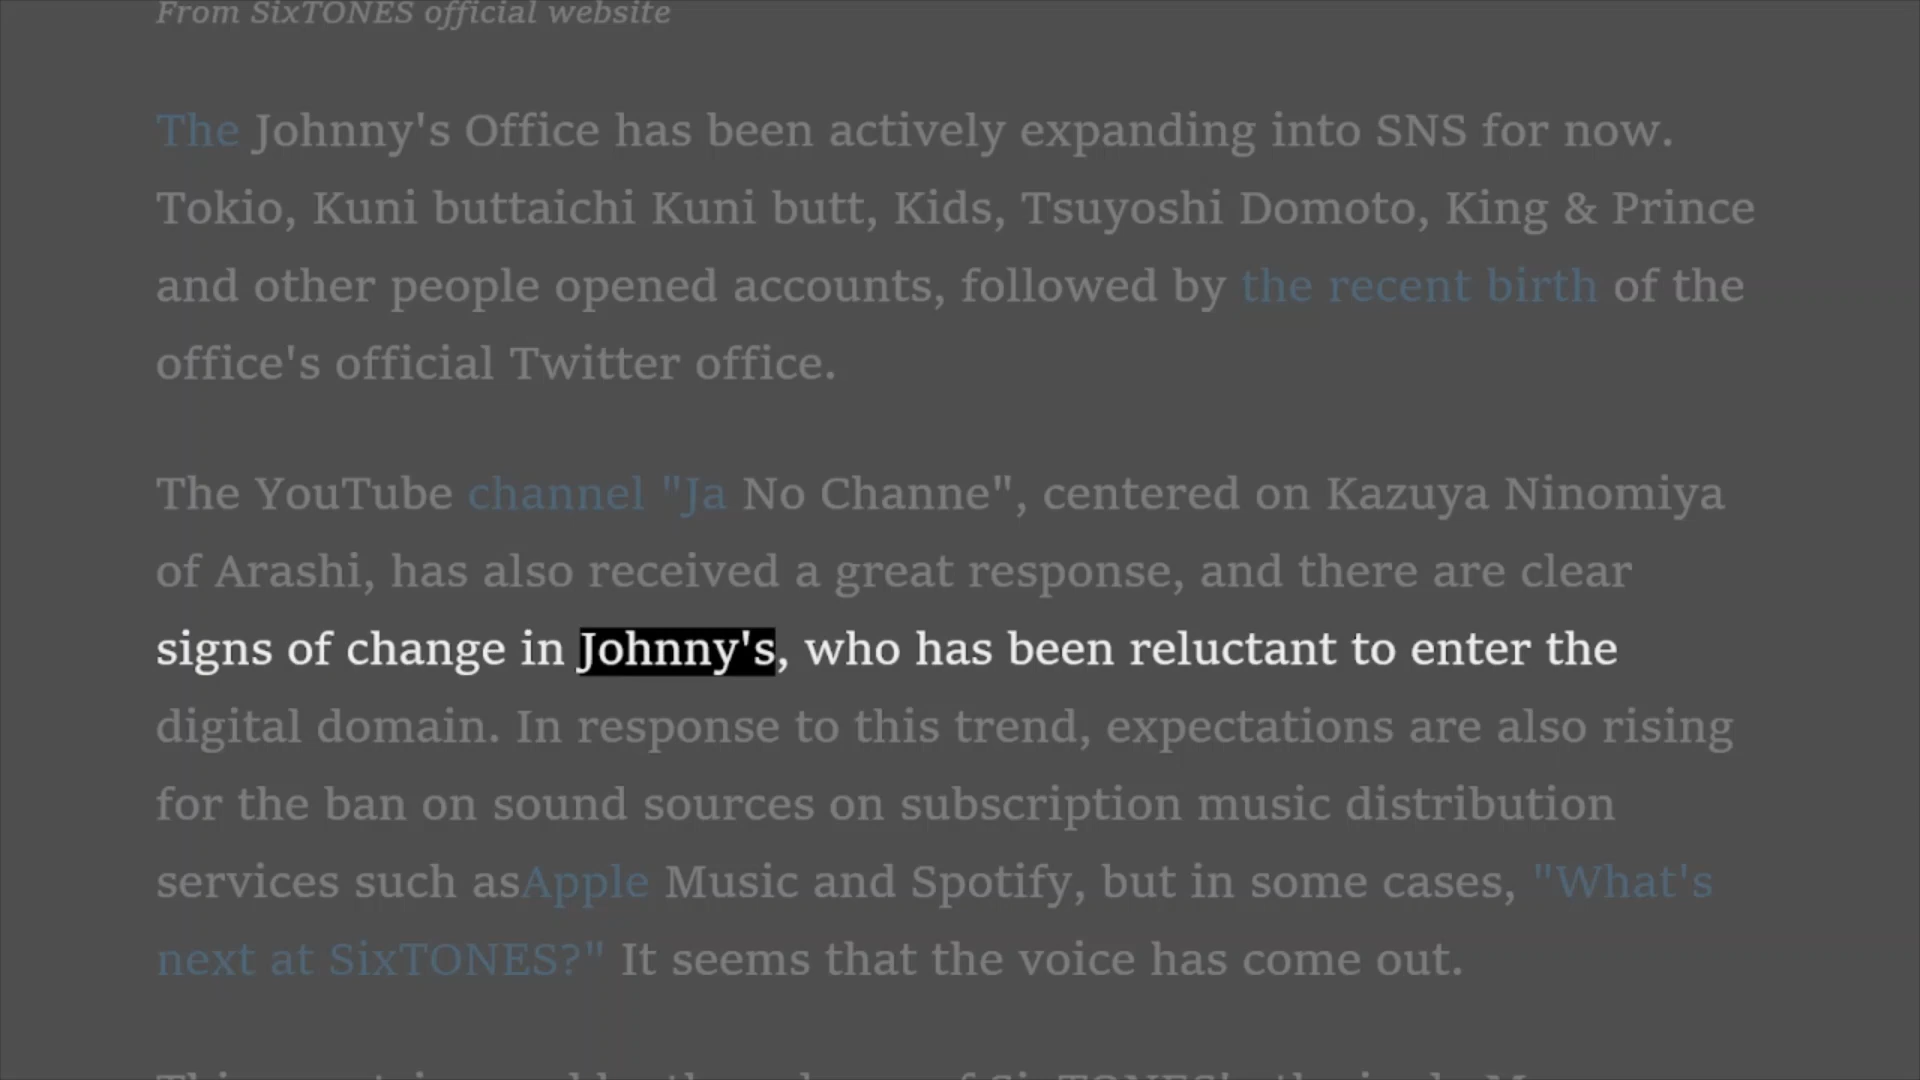 From SixTONES official website
The Johnny's Office has been actively expanding into SNS for now.
Tokio, Kuni buttaichi Kuni butt, Kids, Tsuyoshi Domoto, King & Prince
and other people opened accounts, followed by the recent birth of the
office's official Twitter office.
The YouTube channel "Ja No Channe", centered on Kazuya Ninomiya
of Arashi, has also received a great response, and there are clear
signs of change in Johnny's, who has been reluctant to enter the
digital domain. In response to this trend, expectations are also rising
for the ban on sound sources on subscription music distribution
services such asApple Music and Spotify, but in some cases, "What's
next at SixTONES?" It seems that the voice has come out.